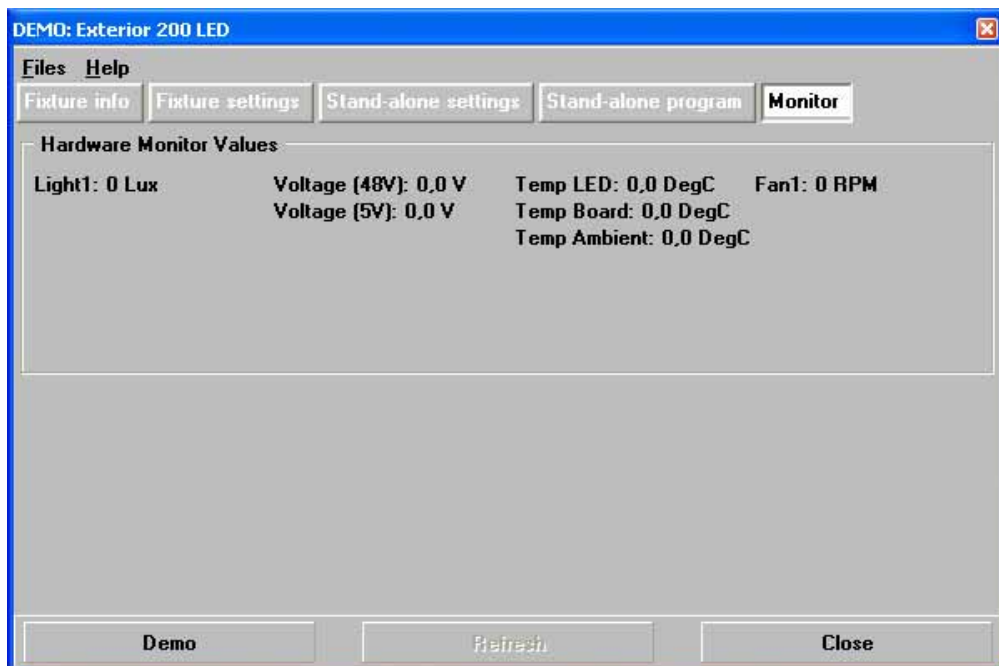 DEMO: Exterior 200 LED
Files Help
Fixture info Fixture settings Stand-alone settings Stand-alone program Monitor
Hardware Monitor Values
Light1: 0 Lux Voltage (48V): 0,0 V Temp LED: 0,0 DegC Fan1: 0 RPM
Voltage (5V): 0,0 V Temp Board: 0,0 DegC
Temp Ambient: 0,0 DegC
Demo Refresh Close